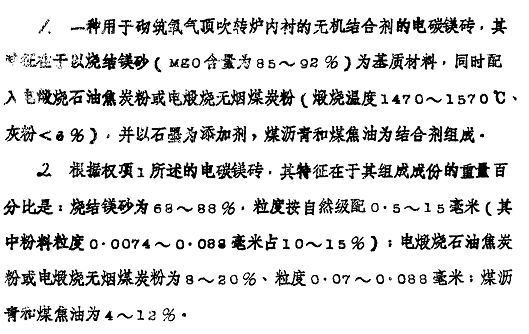 1. 一种用于砌筑氧气顶吹转炉内衬的无机结合剂的电碳镁砖，其
特征在于以烧结镁砂(MgO含量为85～92%)为基质材料，同时配
入电煅烧石油焦炭粉或电煅烧无烟煤炭粉(煅烧温度1470～1570℃、
灰粉<6%)，并以石墨为添加剂，煤沥青和煤焦油为结合剂组成。
2. 根据权项1所述的电碳镁砖，其特征在于其组成成份的重量百
分比是：烧结镁砂为68～88%，粒度按自然级配0.5～15毫米(其
中粉料粒度0.0074～0.088毫米占10～15%)；电煅烧石油焦炭
粉或电煅烧无烟煤炭粉为8～20%、粒度0.07～0.088毫米；煤沥
青和煤焦油为4～12%。